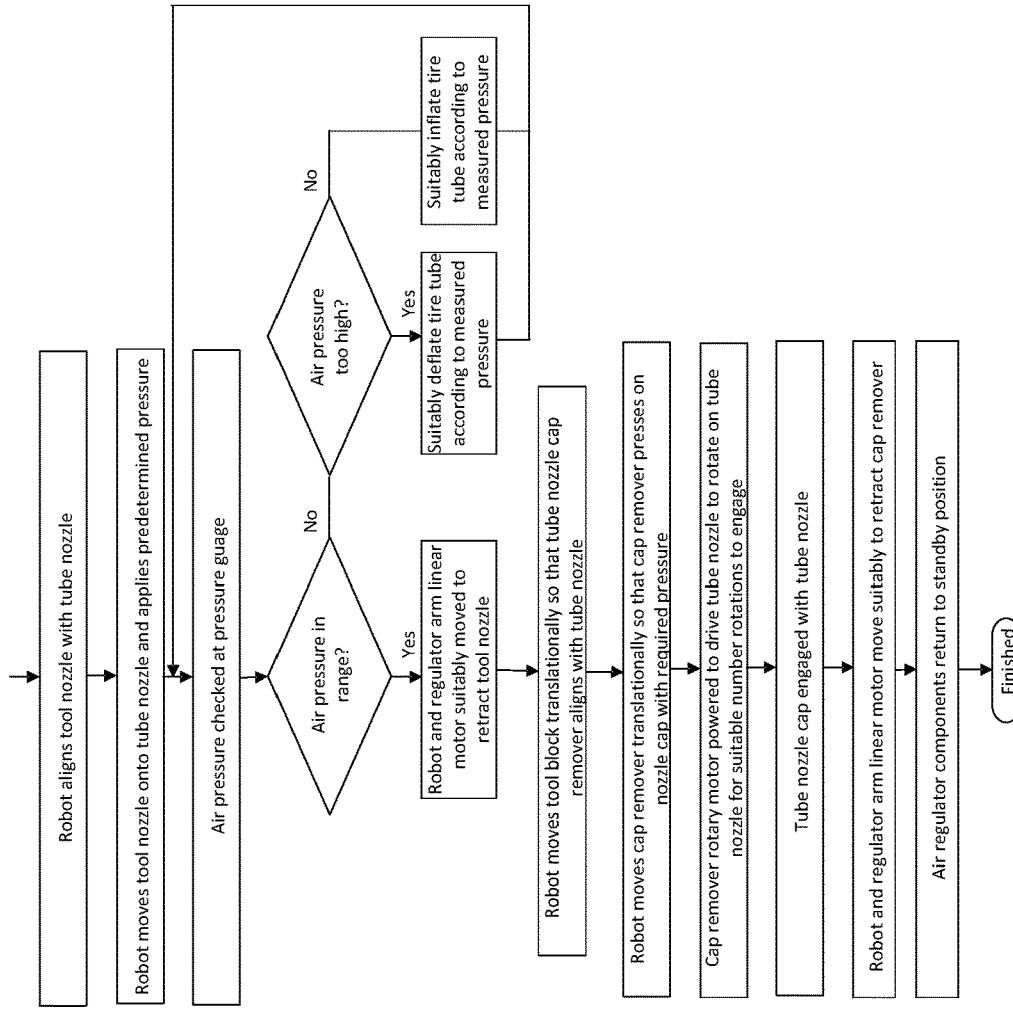 Robot aligns tool nozzle with tube nozzle
Robot moves tool nozzle onto tube nozzle and applies predetermined pressure
Air pressure checked at pressure guage
Air pressure in
range?
No
Yes
Air pressure
too high?
No
Yes
Suitably deflate tire tube
according to measured
pressure
Suitably inflate tire
tube according to
measured pressure
Robot and regulator arm linear
motor suitably moved to
retract tool nozzle
Robot moves tool block translationally so that tube nozzle cap
remover aligns with tube nozzle
Robot moves cap remover translationally so that cap remover presses on
nozzle cap with required pressure
Cap remover rotary motor powered to drive tube nozzle to rotate on tube
nozzle for suitable number rotations to engage
Tube nozzle cap engaged with tube nozzle
Robot and regulator arm linear motor move suitably to retract cap remover
Air regulator components return to standby position
Finished